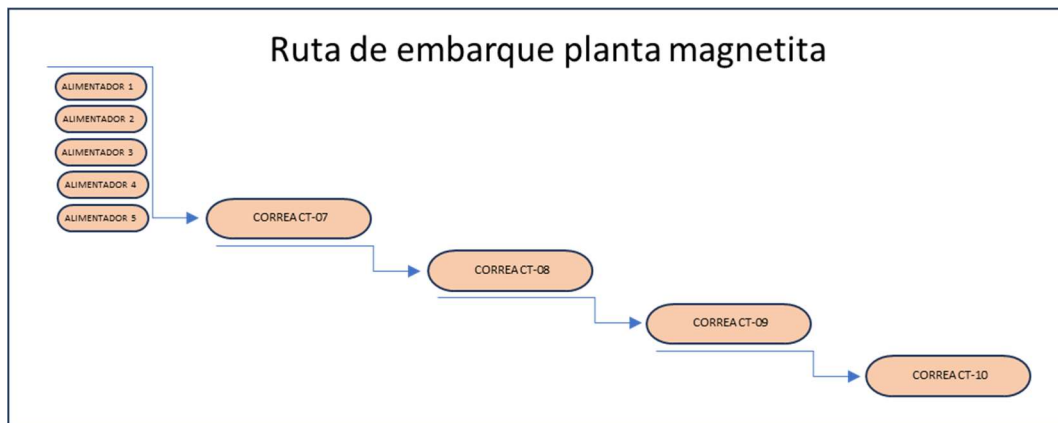 Ruta de embarque planta magnetita
ALIMENTADOR 1
ALIMENTADOR 2
ALIMENTADOR 3
ALIMENTADOR 4
ALIMENTADOR 5
CORREA CT-07
CORREA CT-08
CORREA CT-09
CORREA CT-10